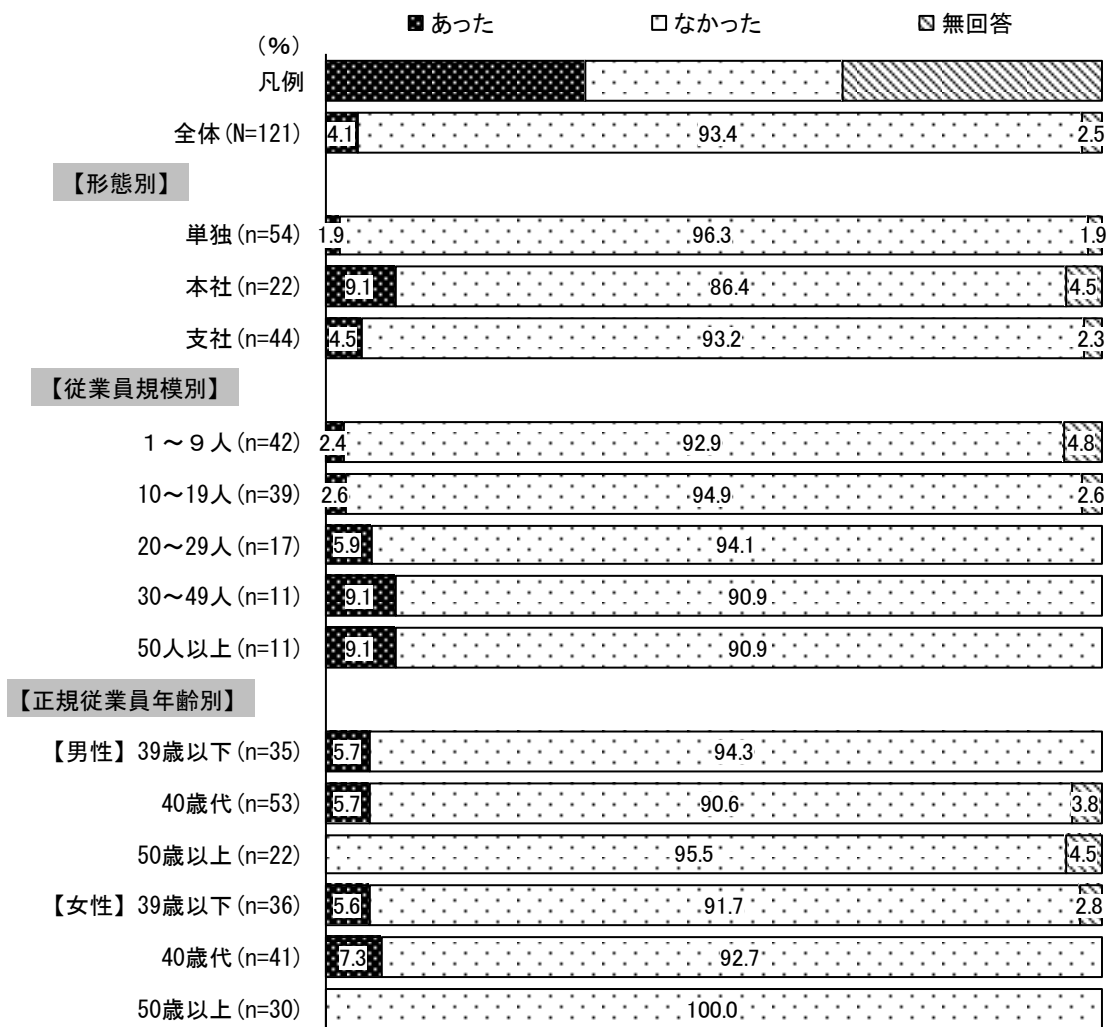 あった なかった 無回答
(%)
凡例
全体(N=121) 4.1 93.4 2.5
【形態別】
単独(n=54) 1.9 96.3 1.9
本社(n=22) 9.1 86.4 4.5
支社(n=44) 4.5 93.2 2.3
【従業員規模別】
1~9人(n=42) 2.4 92.9 4.8
10~19人(n=39) 2.6 94.9 2.6
20~29人(n=17) 5.9 94.1
30~49人(n=11) 9.1 90.9
50人以上(n=11) 9.1 90.9
【正規従業員年齢別】
【男性】39歳以下(n=35) 5.7 94.3
40歳代(n=53) 5.7 90.6 3.8
50歳以上(n=22) 95.5 4.5
【女性】39歳以下(n=36) 5.6 91.7 2.8
40歳代(n=41) 7.3 92.7
50歳以上(n=30) 100.0